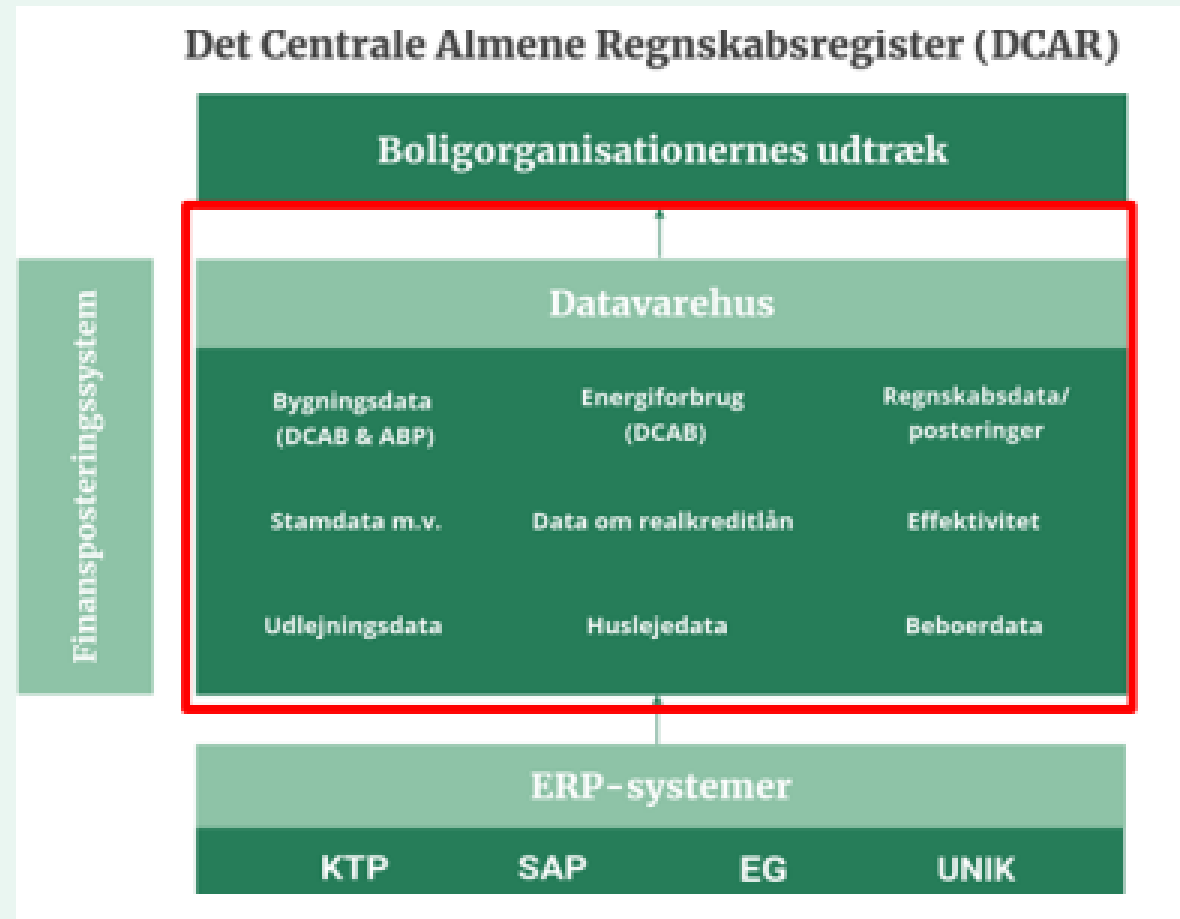 Det Centrale Almene Regnskabsregister (DCAR)
Boligorganisationernes udtræk
Finansposteringssystem
Datavarehus
Bygningsdata
(DCAB & ABP)
Energiforbrug
(DCAB)
Regnskabsdata/
posteringer
Stamdata m.v.
Data om realkreditlån
Effektivitet
Udlejningsdata
Huslejedata
Beboerdata
ERP-systemer
KTP
SAP
EG
UNIK